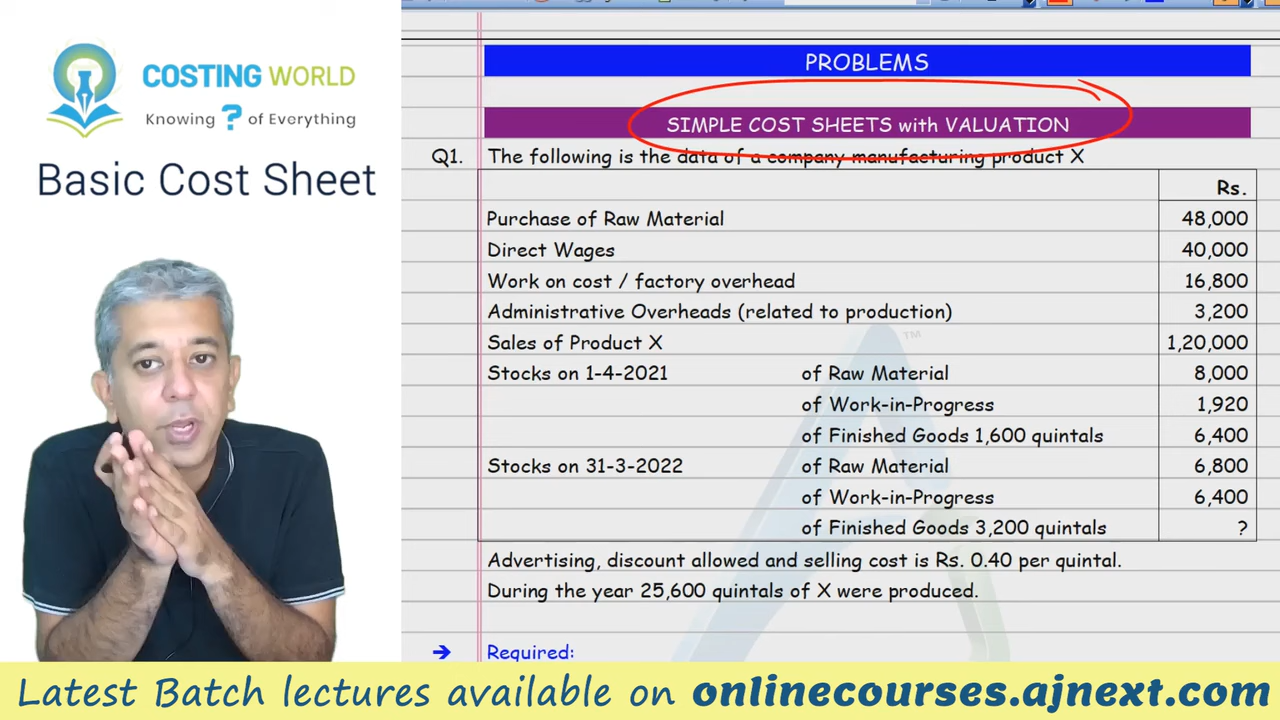 COSTING WORLD
Knowing ? of Everything
Basic Cost Sheet
PROBLEMS
SIMPLE COST SHEETS with VALUATION
Q1. The following is the data of a company manufacturing product X
Rs.
Purchase of Raw Material 48,000
Direct Wages 40,000
Work on cost / factory overhead 16,800
Administrative Overheads (related to production) 3,200
Sales of Product X 1,20,000
Stocks on 1-4-2021 of Raw Material 8,000
of Work-in-Progress 1,920
of Finished Goods 1,600 quintals 6,400
Stocks on 31-3-2022 of Raw Material 6,800
of Work-in-Progress 6,400
of Finished Goods 3,200 quintals ?
Advertising, discount allowed and selling cost is Rs. 0.40 per quintal.
During the year 25,600 quintals of X were produced.
→ Required:
TM
Latest Batch lectures available on onlinecourses.ajnext.com